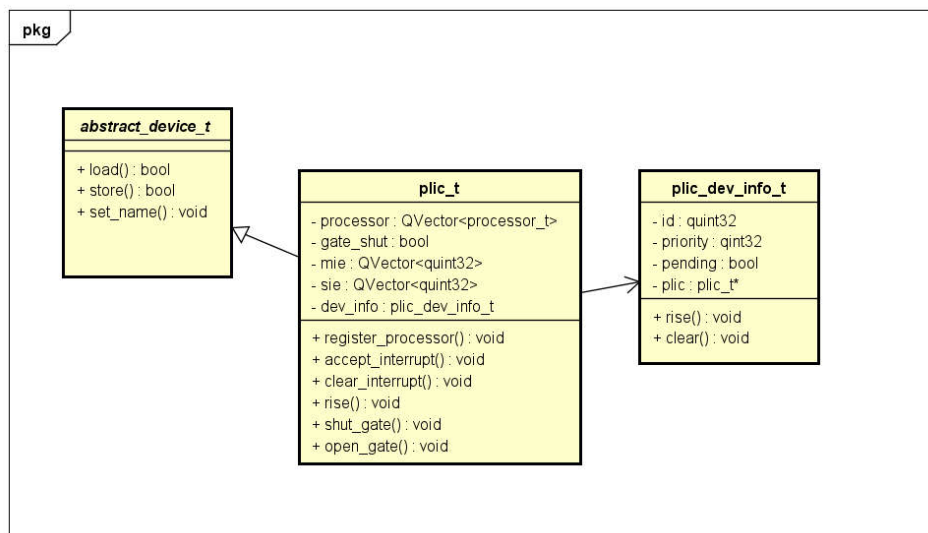 pkg
abstract_device_t
+ load() : bool
+ store() : bool
+ set_name() : void
plic_t
- processor : QVector<processor_t>
- gate_shut : bool
- mie : QVector<quint32>
- sie : QVector<quint32>
- dev_info : plic_dev_info_t
+ register_processor() : void
+ accept_interrupt() : void
+ clear_interrupt() : void
+ rise() : void
+ shut_gate() : void
+ open_gate() : void
plic_dev_info_t
- id : quint32
- priority : qint32
- pending : bool
- plic : plic_t*
+ rise() : void
+ clear() : void